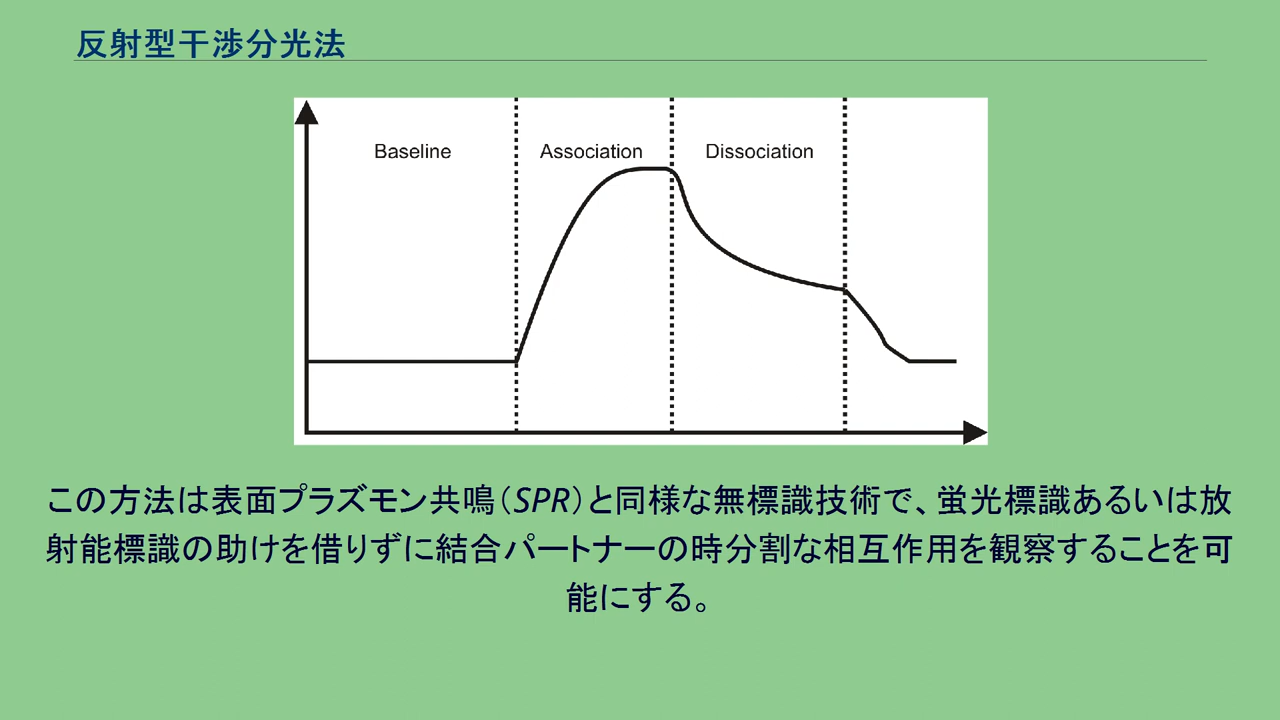 反射型干渉分光法
Baseline
Association
Dissociation
この方法は表面プラズモン共鳴（SPR）と同様な無標識技術で、蛍光標識あるいは放
射能標識の助けを借りずに結合パートナーの時分割な相互作用を観察することを可
能にする。